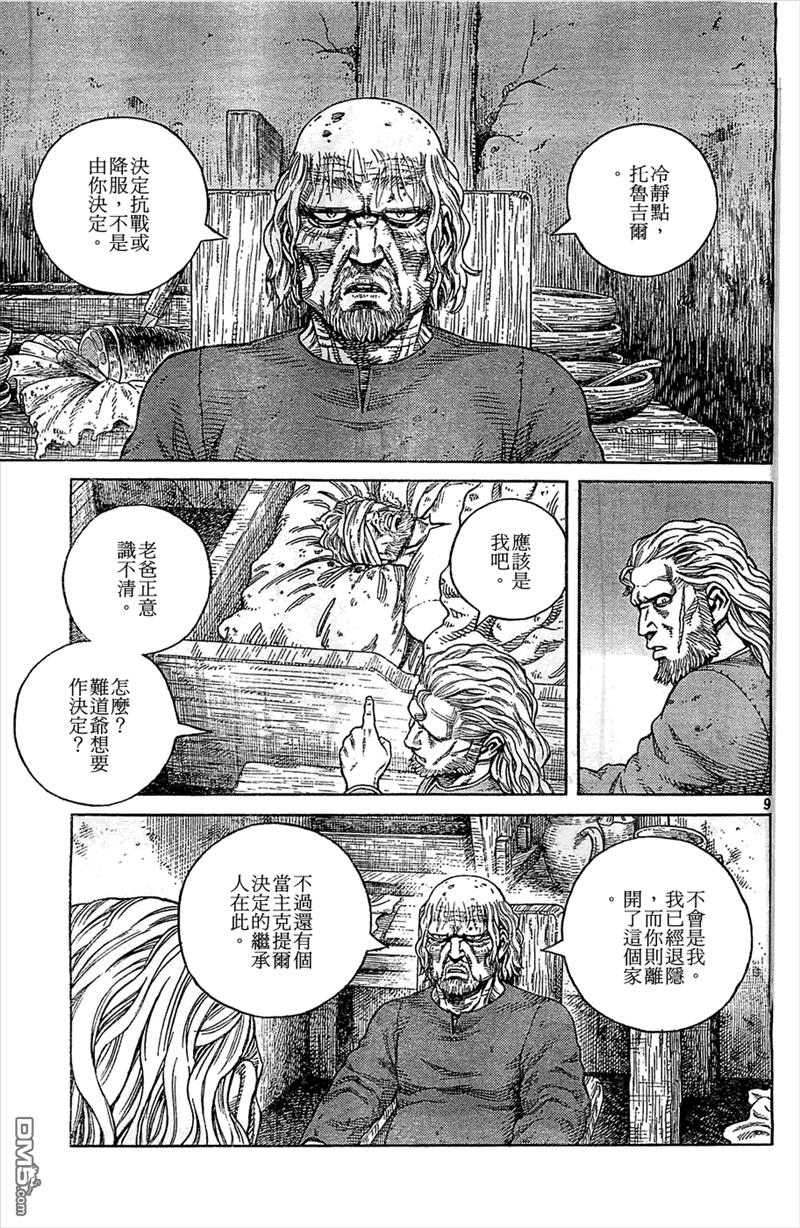 冷靜點，
托魯吉爾
。
決定抗戰或
降服，不是
由你決定。
應該是
我吧。
老爸正意
識不清。
怎麼？
難道爺想要
作決定？
9
不會是我。
我已經退隱
，而你則離
開了這個家
。
不過還有個
當主克提爾
決定的繼承
人在此。
DM5.com